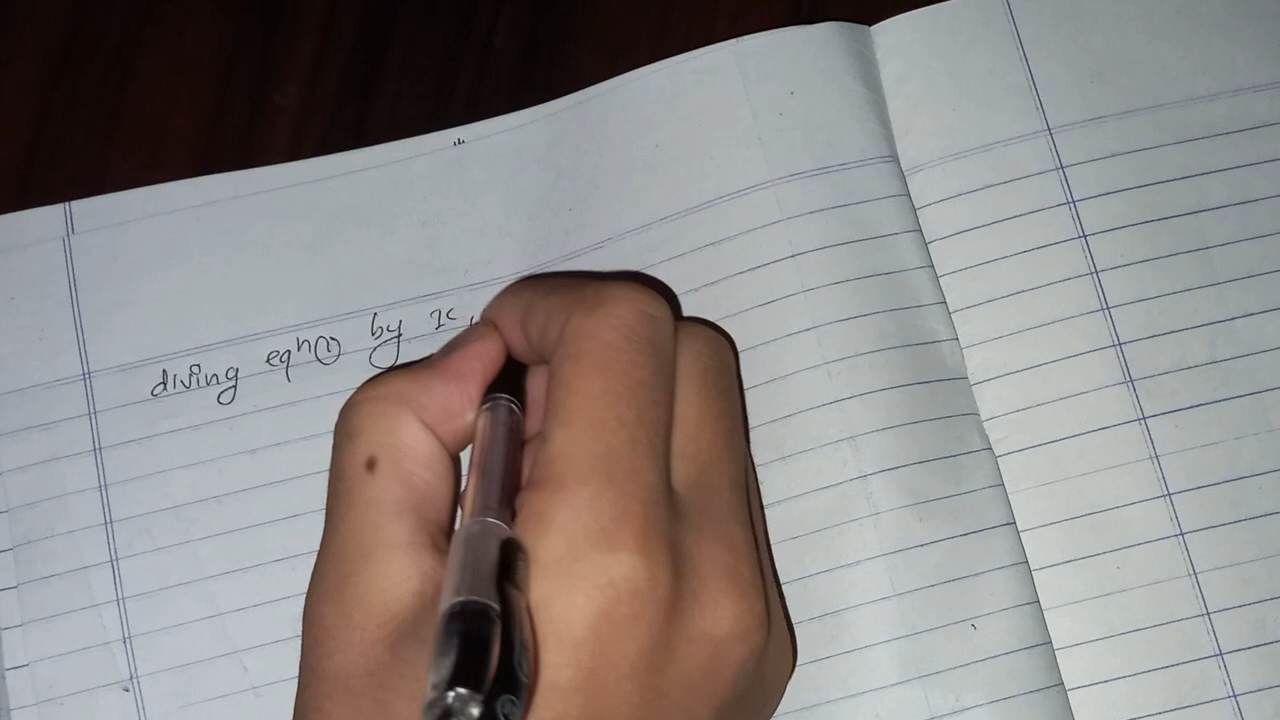 diving eqⁿ① by x,